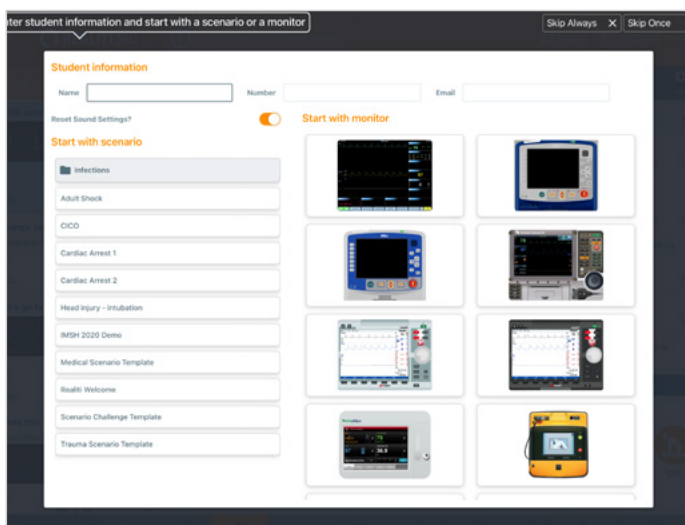 ter student information and start with a scenario or a monitor
Skip Always X Skip Once
Student information
Name Number Email
Reset Sound Settings?
Start with monitor
Start with scenario
Infections
Adult Shock
CICO
Cardiac Arrest 1
Cardiac Arrest 2
Head injury - intubation
IMSH 2020 Demo
Medical Scenario Template
Realiti Welcome
Scenario Challenge Template
Trauma Scenario Template